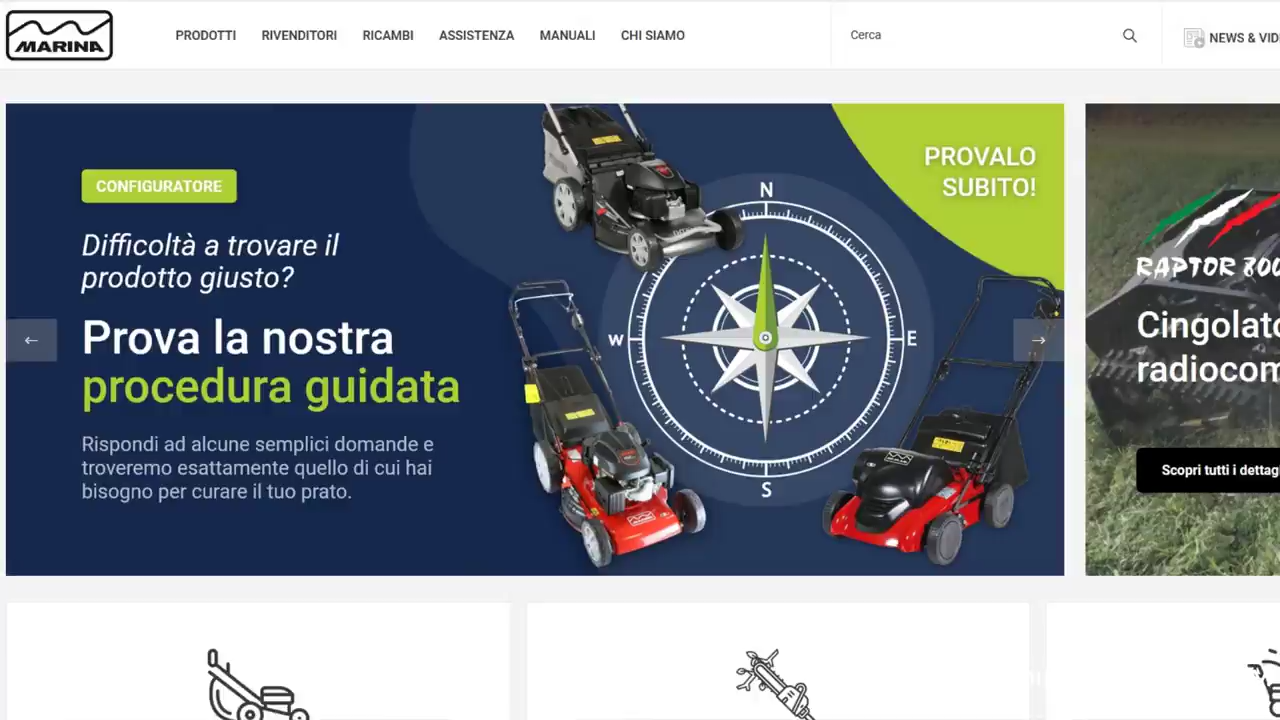 MARINA
PRODOTTI
RIVENDITORI
RICAMBI
ASSISTENZA
MANUALI
CHI SIAMO
Cerca
NEWS & VID
CONFIGURATORE
Difficoltà a trovare il
prodotto giusto?
Prova la nostra
procedura guidata
Rispondi ad alcune semplici domande e
troveremo esattamente quello di cui hai
bisogno per curare il tuo prato.
PROVALO
SUBITO!
N
W
E
S
RAPTOR 800
Cingolato
radiocom
Scopri tutti i dettag